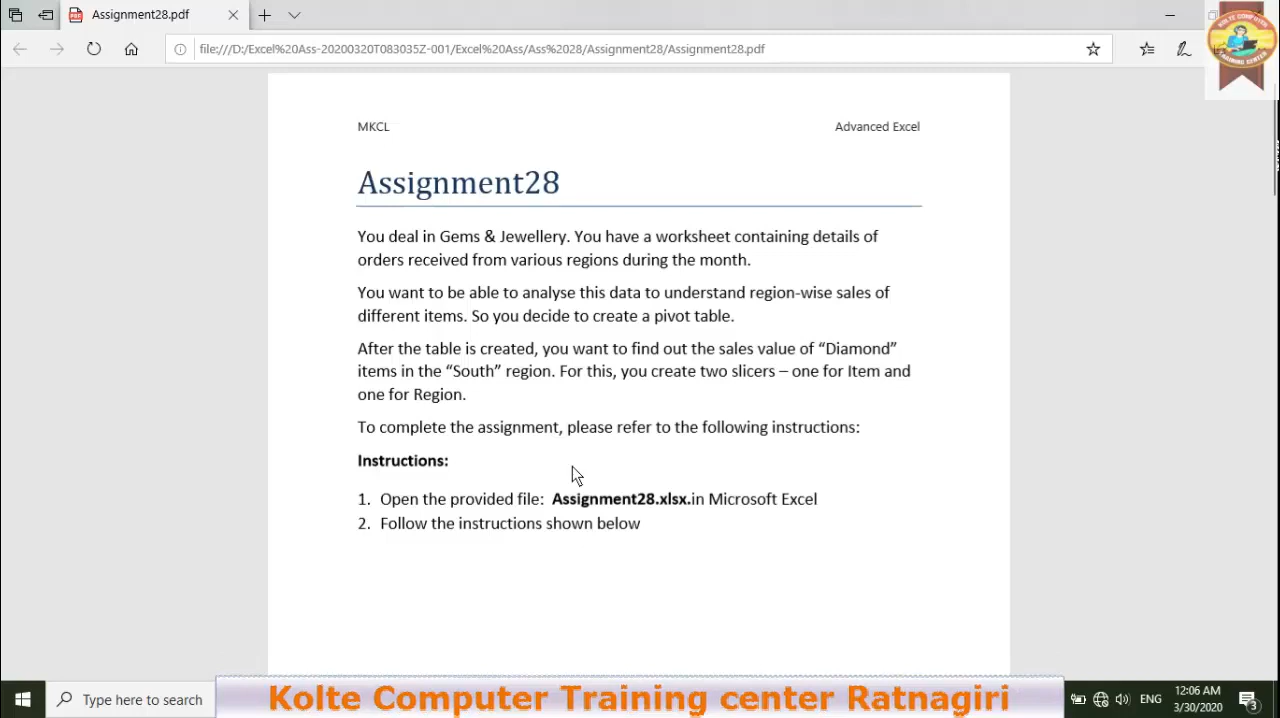 Assignment28.pdf
file:///D:/Excel%20Ass-20200320T083035Z-001/Excel%20Ass/Ass%2028/Assignment28/Assignment28.pdf
KOLTE COMPUTER
MKCL
Advanced Excel
Assignment28
You deal in Gems & Jewellery. You have a worksheet containing details of
orders received from various regions during the month.
You want to be able to analyse this data to understand region-wise sales of
different items. So you decide to create a pivot table.
After the table is created, you want to find out the sales value of “Diamond”
items in the “South” region. For this, you create two slicers – one for Item and
one for Region.
To complete the assignment, please refer to the following instructions:
Instructions:
1. Open the provided file: Assignment28.xlsx.in Microsoft Excel
2. Follow the instructions shown below
Type here to search
Kolte Computer Training center Ratnagiri
ENG
12:06 AM
3/30/2020
3